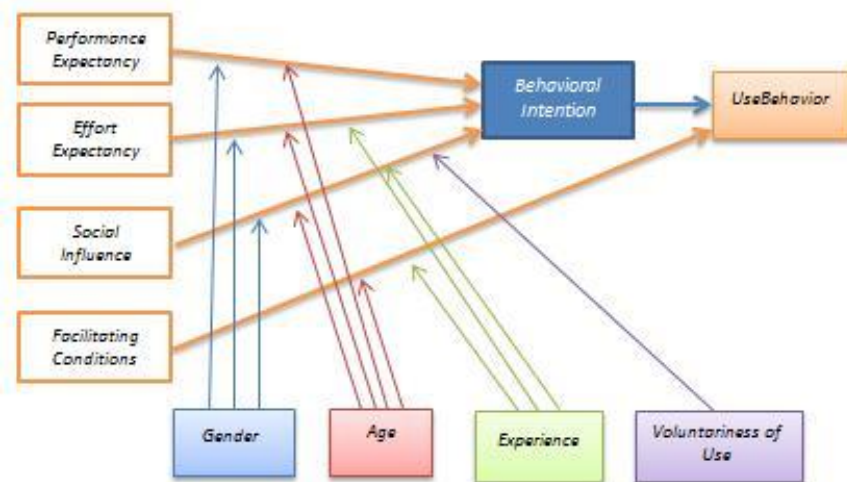 Performance
Expectancy
Behavioral
Intention
UseBehavior
Effort
Expectancy
Social
Influence
Facilitating
Conditions
Gender
Age
Experience
Voluntariness of
Use